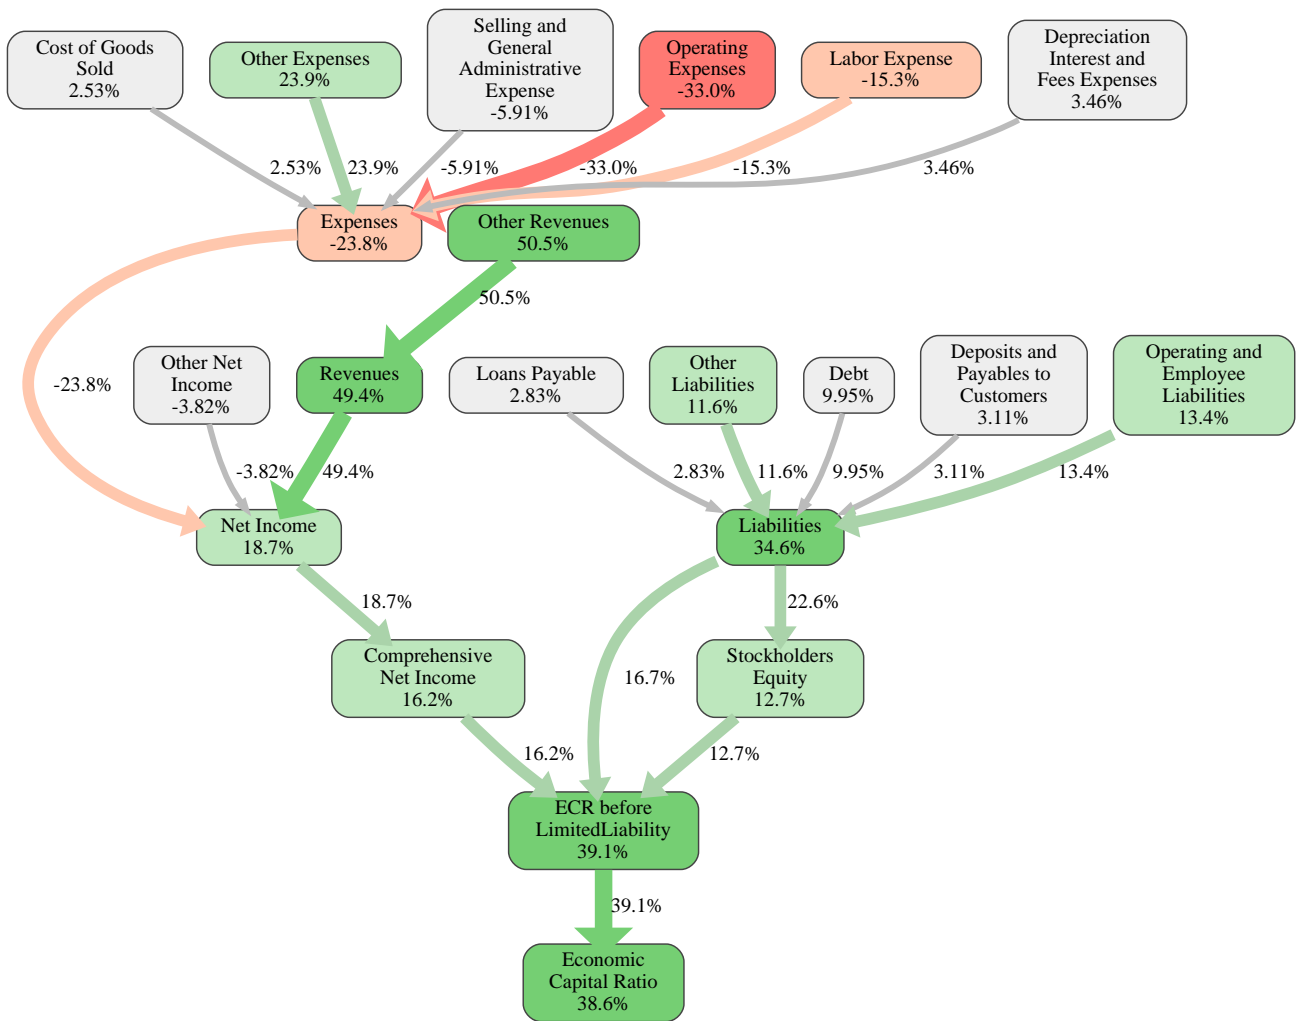 Cost of Goods
Sold
2.53%
Other Expenses
23.9%
Selling and
General
Administrative
Expense
-5.91%
Operating
Expenses
-33.0%
Labor Expense
-15.3%
Depreciation
Interest and
Fees Expenses
3.46%
2.53%
23.9%
-5.91%
-33.0%
-15.3%
3.46%
Expenses
-23.8%
Other Revenues
50.5%
50.5%
-23.8%
Other Net
Income
-3.82%
Revenues
49.4%
Loans Payable
2.83%
Other
Liabilities
11.6%
Debt
9.95%
Deposits and
Payables to
Customers
3.11%
Operating and
Employee
Liabilities
13.4%
-3.82%
49.4%
2.83%
11.6%
9.95%
3.11%
13.4%
Net Income
18.7%
Liabilities
34.6%
18.7%
22.6%
Comprehensive
Net Income
16.2%
16.7%
Stockholders
Equity
12.7%
16.2%
12.7%
ECR before
LimitedLiability
39.1%
39.1%
Economic
Capital Ratio
38.6%